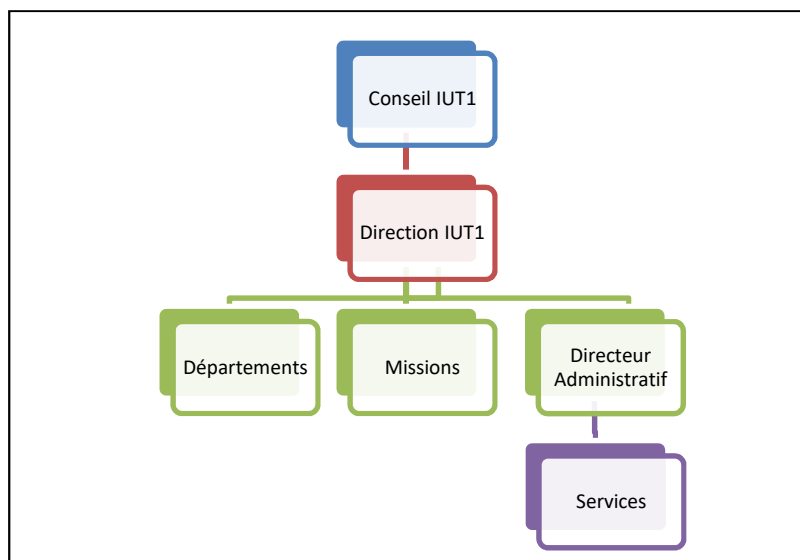 Conseil IUT1
Direction IUT1
Départements
Missions
Directeur
Administratif
Services